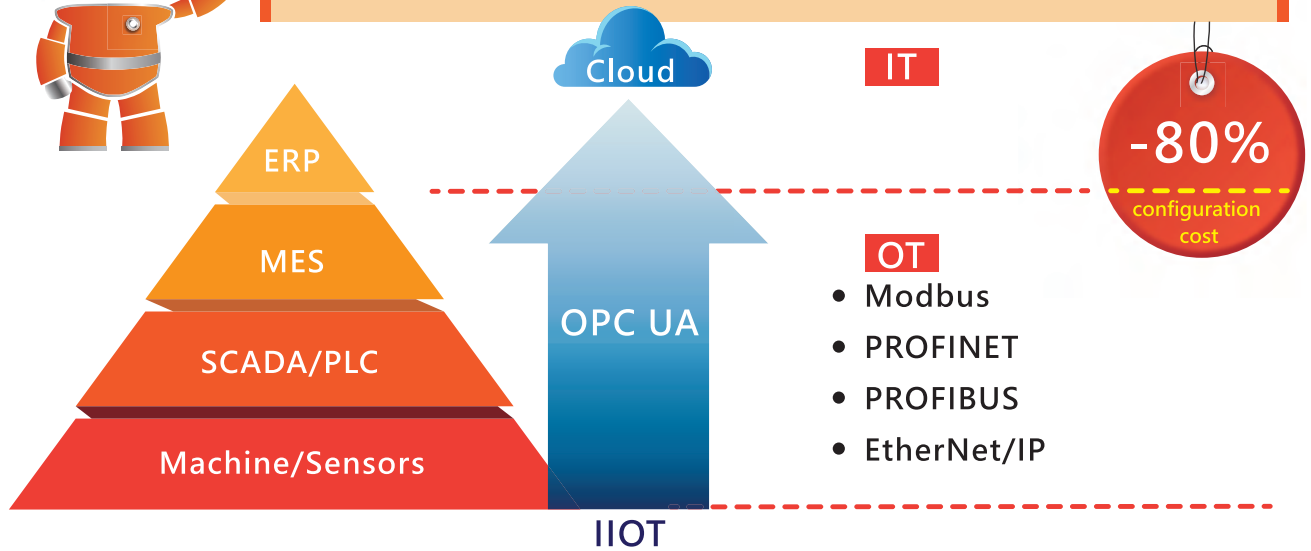 Cloud
IT
ERP
-80%
configuration
cost
MES
OT
OPC UA
• Modbus
• PROFINET
• PROFIBUS
• EtherNet/IP
SCADA/PLC
Machine/Sensors
IIOT